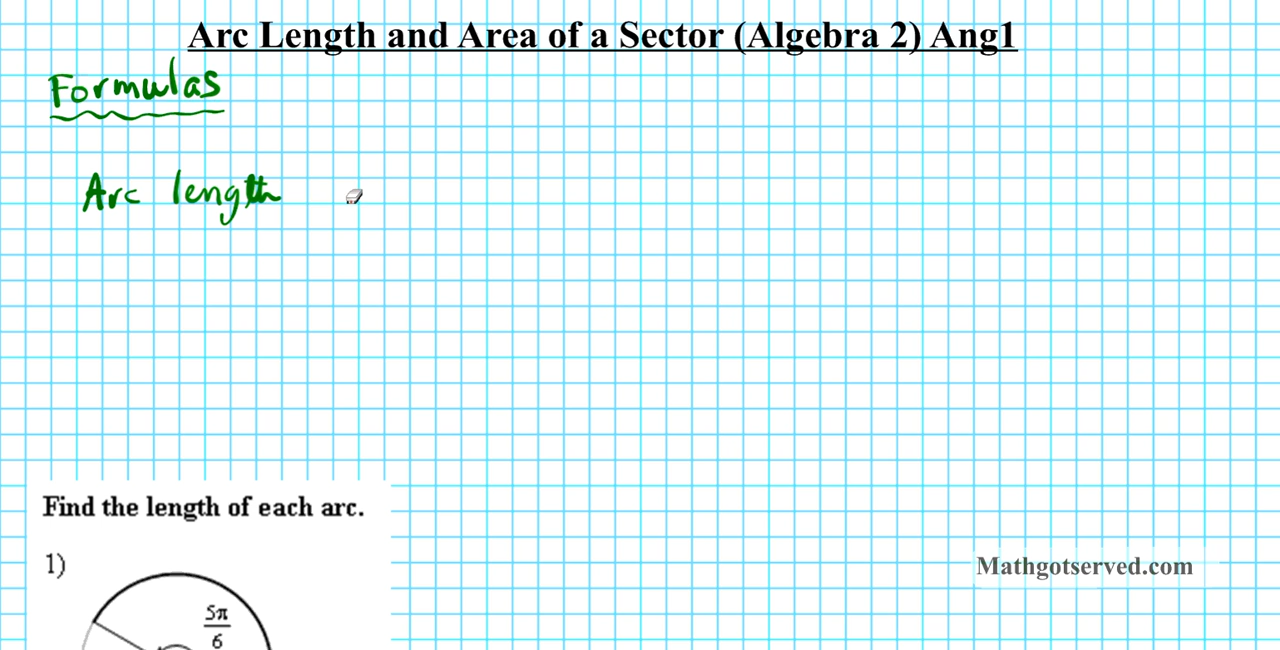 Arc Length and Area of a Sector (Algebra 2) Ang1
Formulas
Arc length
Find the length of each arc.
1)
5π
6
Mathgotserved.com